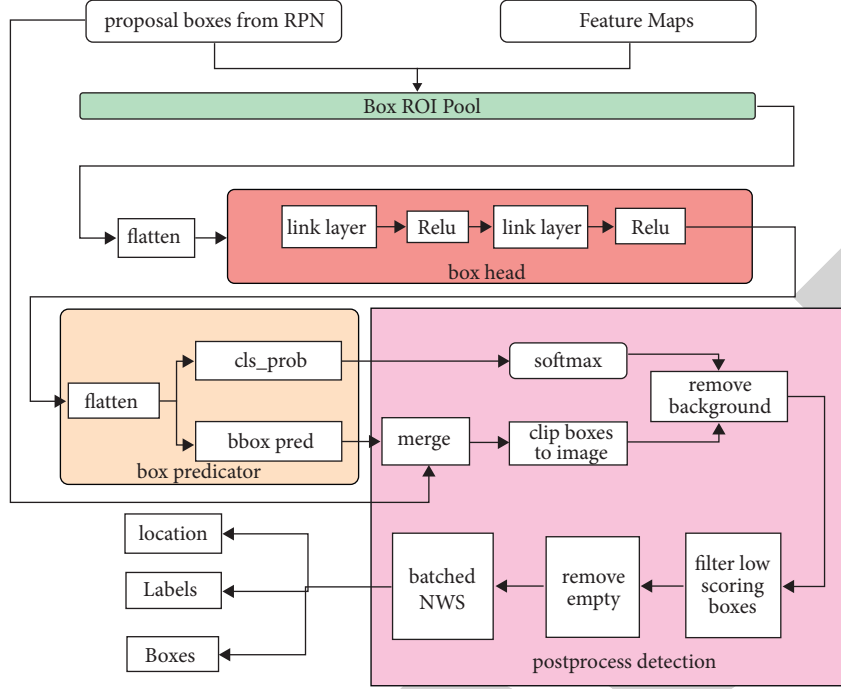 proposal boxes from RPN
Feature Maps
Box ROI Pool
flatten
link layer
Relu
link layer
Relu
box head
flatten
cls_prob
bbox pred
box predicator
softmax
merge
clip boxes
to image
remove
background
filter low
scoring
boxes
remove
empty
batched
NWS
postprocess detection
location
Labels
Boxes